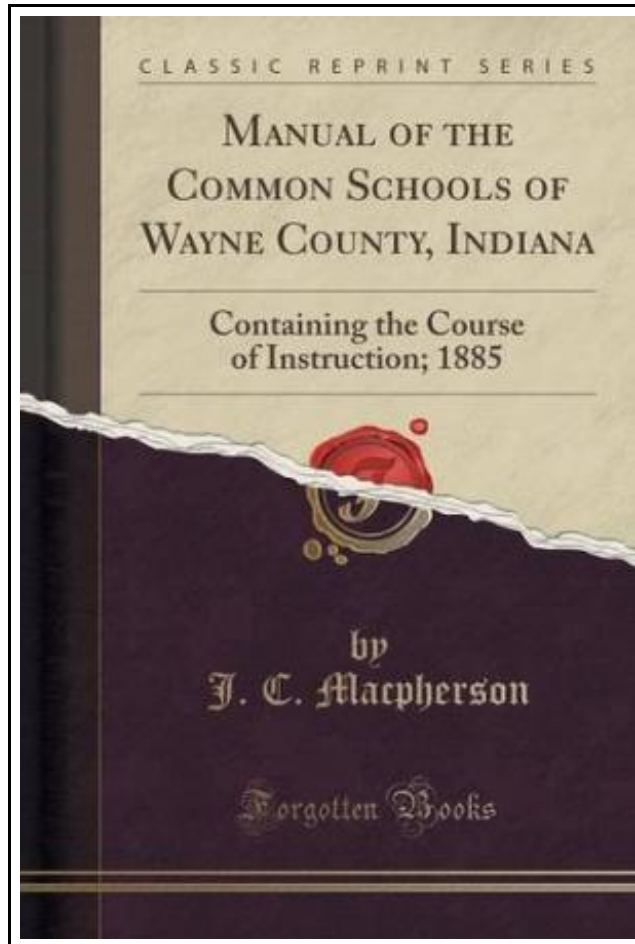 CLASSIC REPRINT SERIES
MANUAL OF THE
COMMON SCHOOLS OF
WAYNE COUNTY, INDIANA
Containing the Course
of Instruction; 1885
by
J. C. Macpherson
Forgotten Books